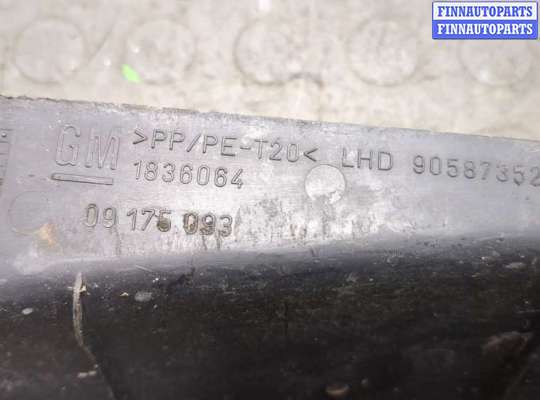 FINNAUTOPARTS
FINNAUTOPARTS
GM >PP/PE-T20< LHD 90587352
1836064
09 175 093